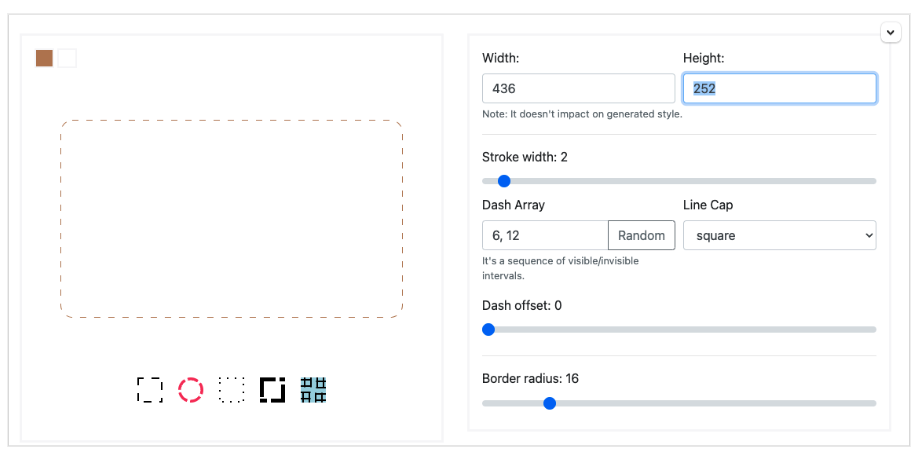 Width:
Height:
436
252
Note: It doesn't impact on generated style.
Stroke width: 2
Dash Array
Line Cap
6, 12
Random
square
It's a sequence of visible/invisible
intervals.
Dash offset: 0
Border radius: 16